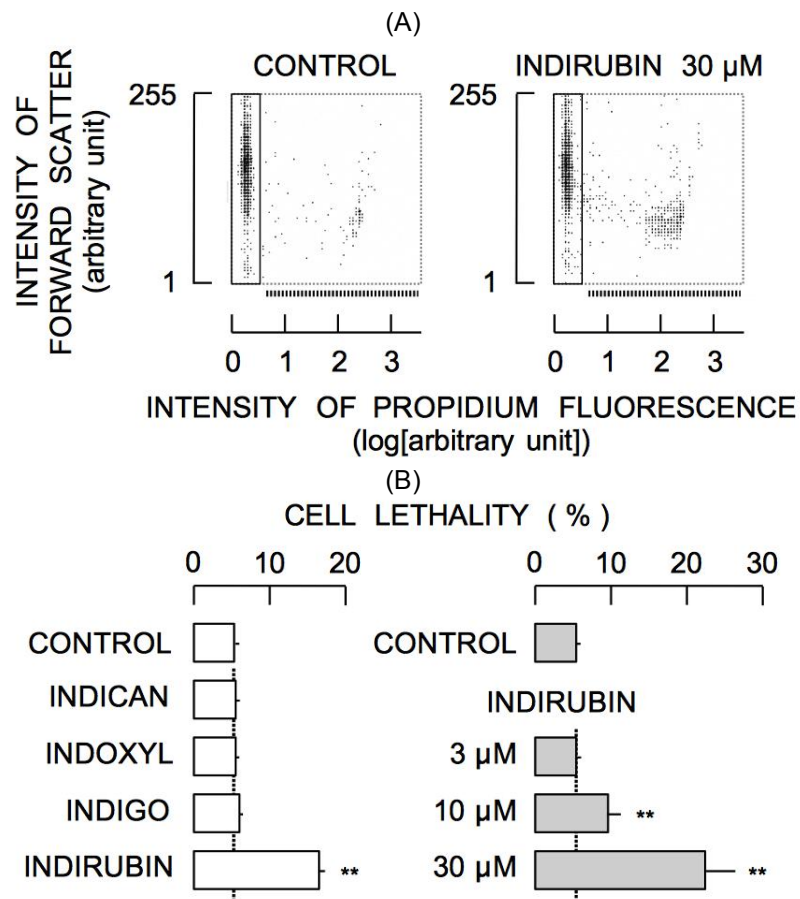 (A)
CONTROL
INDIRUBIN 30 µM
INTENSITY OF
FORWARD SCATTER
(arbitrary unit)
255
1
255
1
0 1 2 3
0 1 2 3
INTENSITY OF PROPIDIUM FLUORESCENCE
(log[arbitrary unit])
(B)
CELL LETHALITY ( % )
0 10 20
0 10 20 30
CONTROL
INDICAN
INDOXYL
INDIGO
INDIRUBIN **
CONTROL
INDIRUBIN
3 µM
10 µM **
30 µM **